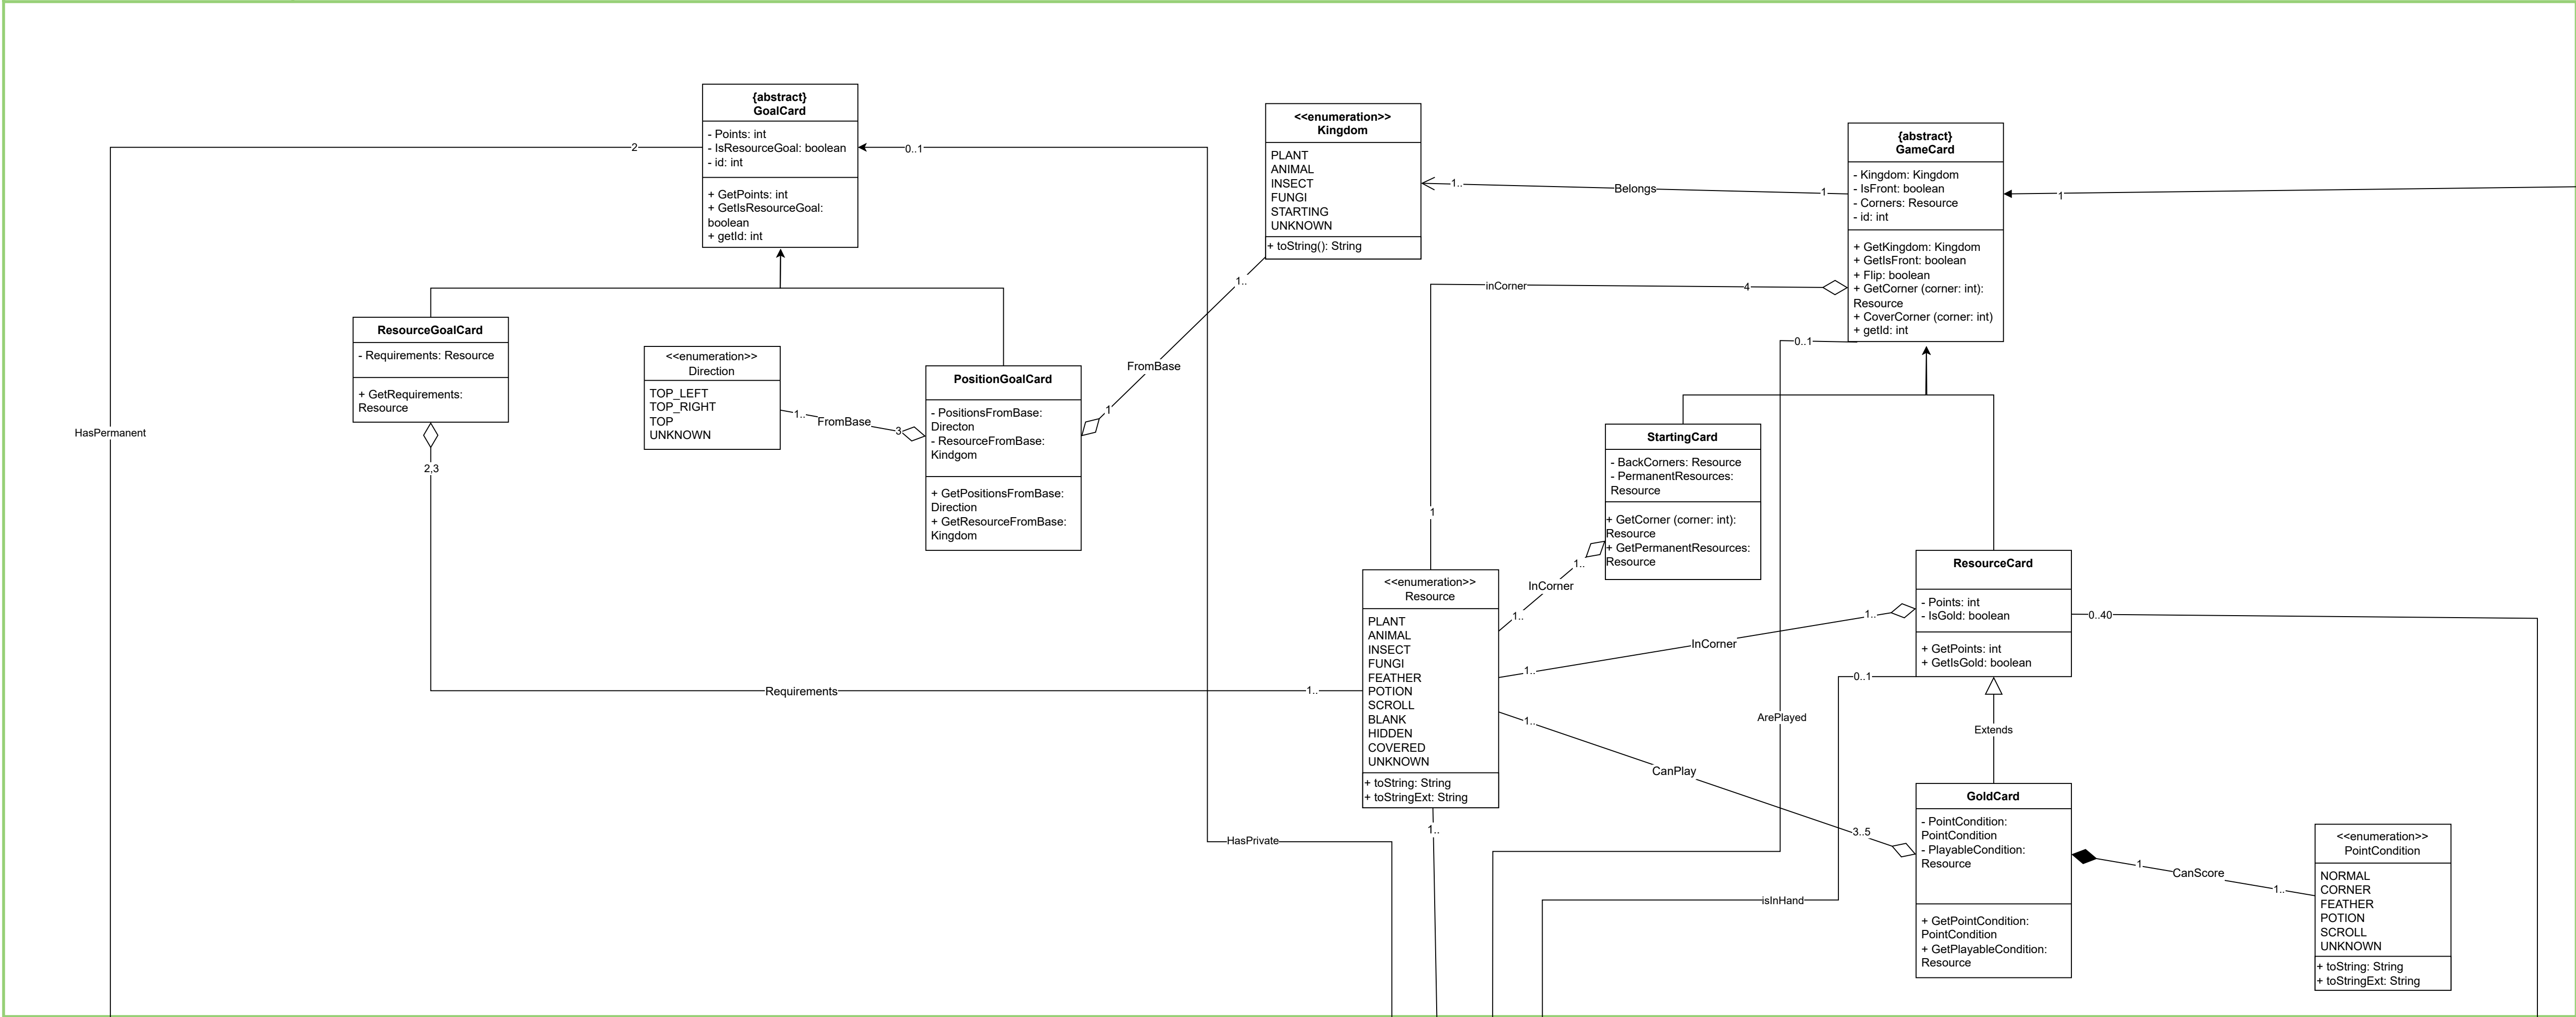 {abstract}
GoalCard
- Points: int
- IsResourceGoal: boolean
- id: int
+ GetPoints: int
+ GetIsResourceGoal:
boolean
+ getId: int
2
0..1
<<enumeration>>
Kingdom
PLANT
ANIMAL
INSECT
FUNGI
STARTING
UNKNOWN
+ toString(): String
1..
Belongs
1
{abstract}
GameCard
- Kingdom: Kingdom
- IsFront: boolean
- Corners: Resource
- id: int
+ GetKingdom: Kingdom
+ GetIsFront: boolean
+ Flip: boolean
+ GetCorner (corner: int):
Resource
+ CoverCorner (corner: int)
+ getId: int
1
inCorner
4
1
0..1
1..
FromBase
1
ResourceGoalCard
- Requirements: Resource
+ GetRequirements:
Resource
2,3
<<enumeration>>
Direction
TOP_LEFT
TOP_RIGHT
TOP
UNKNOWN
1..
FromBase
3
PositionGoalCard
- PositionsFromBase:
Directon
- ResourceFromBase:
Kindgom
+ GetPositionsFromBase:
Direction
+ GetResourceFromBase:
Kingdom
HasPermanent
StartingCard
- BackCorners: Resource
- PermanentResources:
Resource
+ GetCorner (corner: int):
Resource
+ GetPermanentResources:
Resource
1..
InCorner
1..
<<enumeration>>
Resource
PLANT
ANIMAL
INSECT
FUNGI
FEATHER
POTION
SCROLL
BLANK
HIDDEN
COVERED
UNKNOWN
+ toString: String
+ toStringExt: String
ResourceCard
- Points: int
- IsGold: boolean
+ GetPoints: int
+ GetIsGold: boolean
0..40
1..
InCorner
1..
0..1
Requirements
1..
1..
CanPlay
3..5
ArePlayed
Extends
GoldCard
- PointCondition:
PointCondition
- PlayableCondition:
Resource
+ GetPointCondition:
PointCondition
+ GetPlayableCondition:
Resource
1
CanScore
1..
<<enumeration>>
PointCondition
NORMAL
CORNER
FEATHER
POTION
SCROLL
UNKNOWN
+ toString: String
+ toStringExt: String
1..
HasPrivate
isInHand